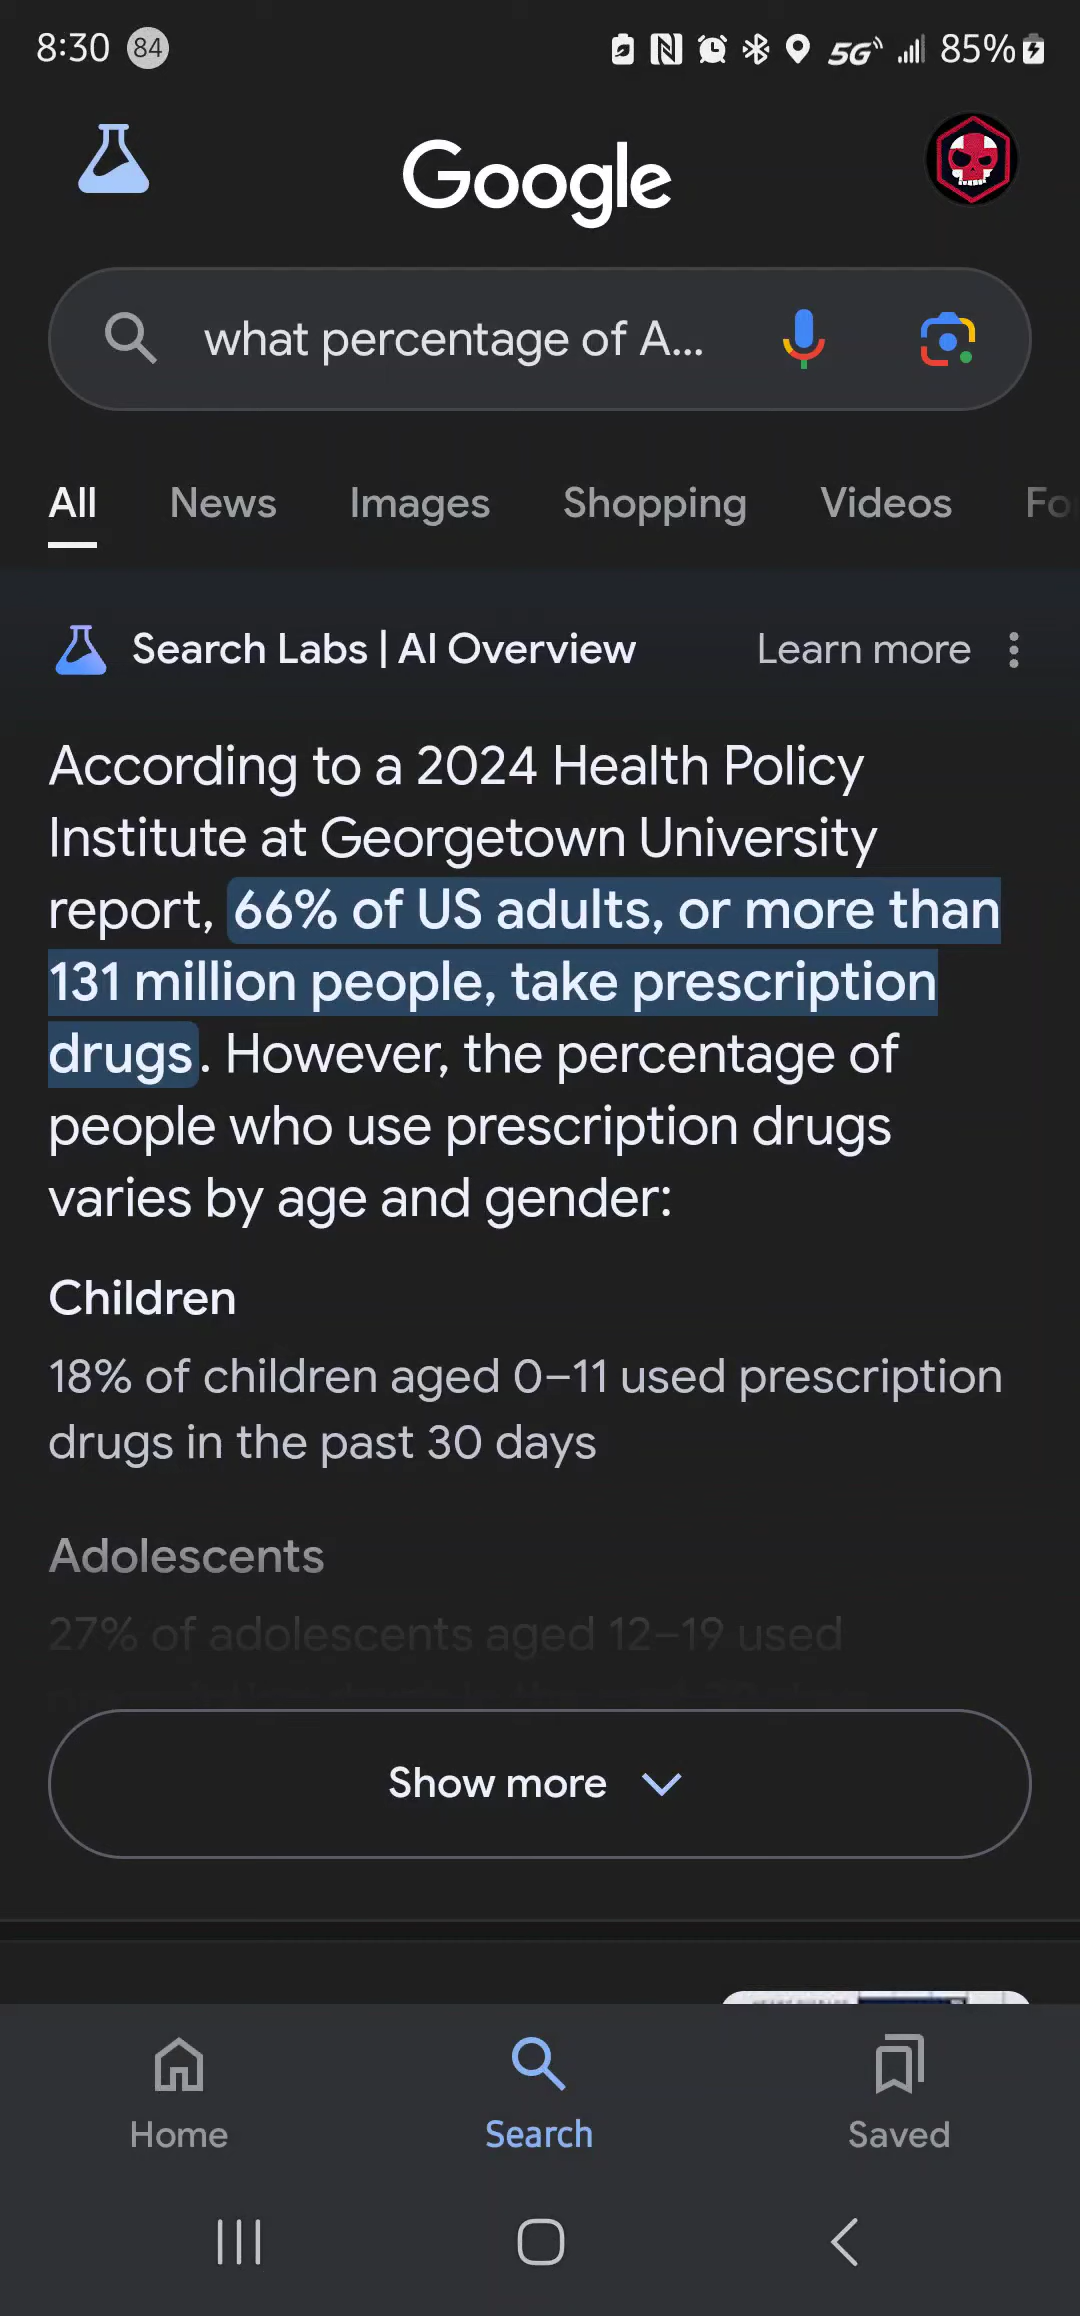 8:30 84 5G 85%
Google
what percentage of A...
All News Images Shopping Videos Fo
Search Labs | AI Overview Learn more
According to a 2024 Health Policy
Institute at Georgetown University
report, 66% of US adults, or more than
131 million people, take prescription
drugs. However, the percentage of
people who use prescription drugs
varies by age and gender:
Children
18% of children aged 0–11 used prescription
drugs in the past 30 days
Adolescents
27% of adolescents aged 12–19 used
Show more
Home Search Saved